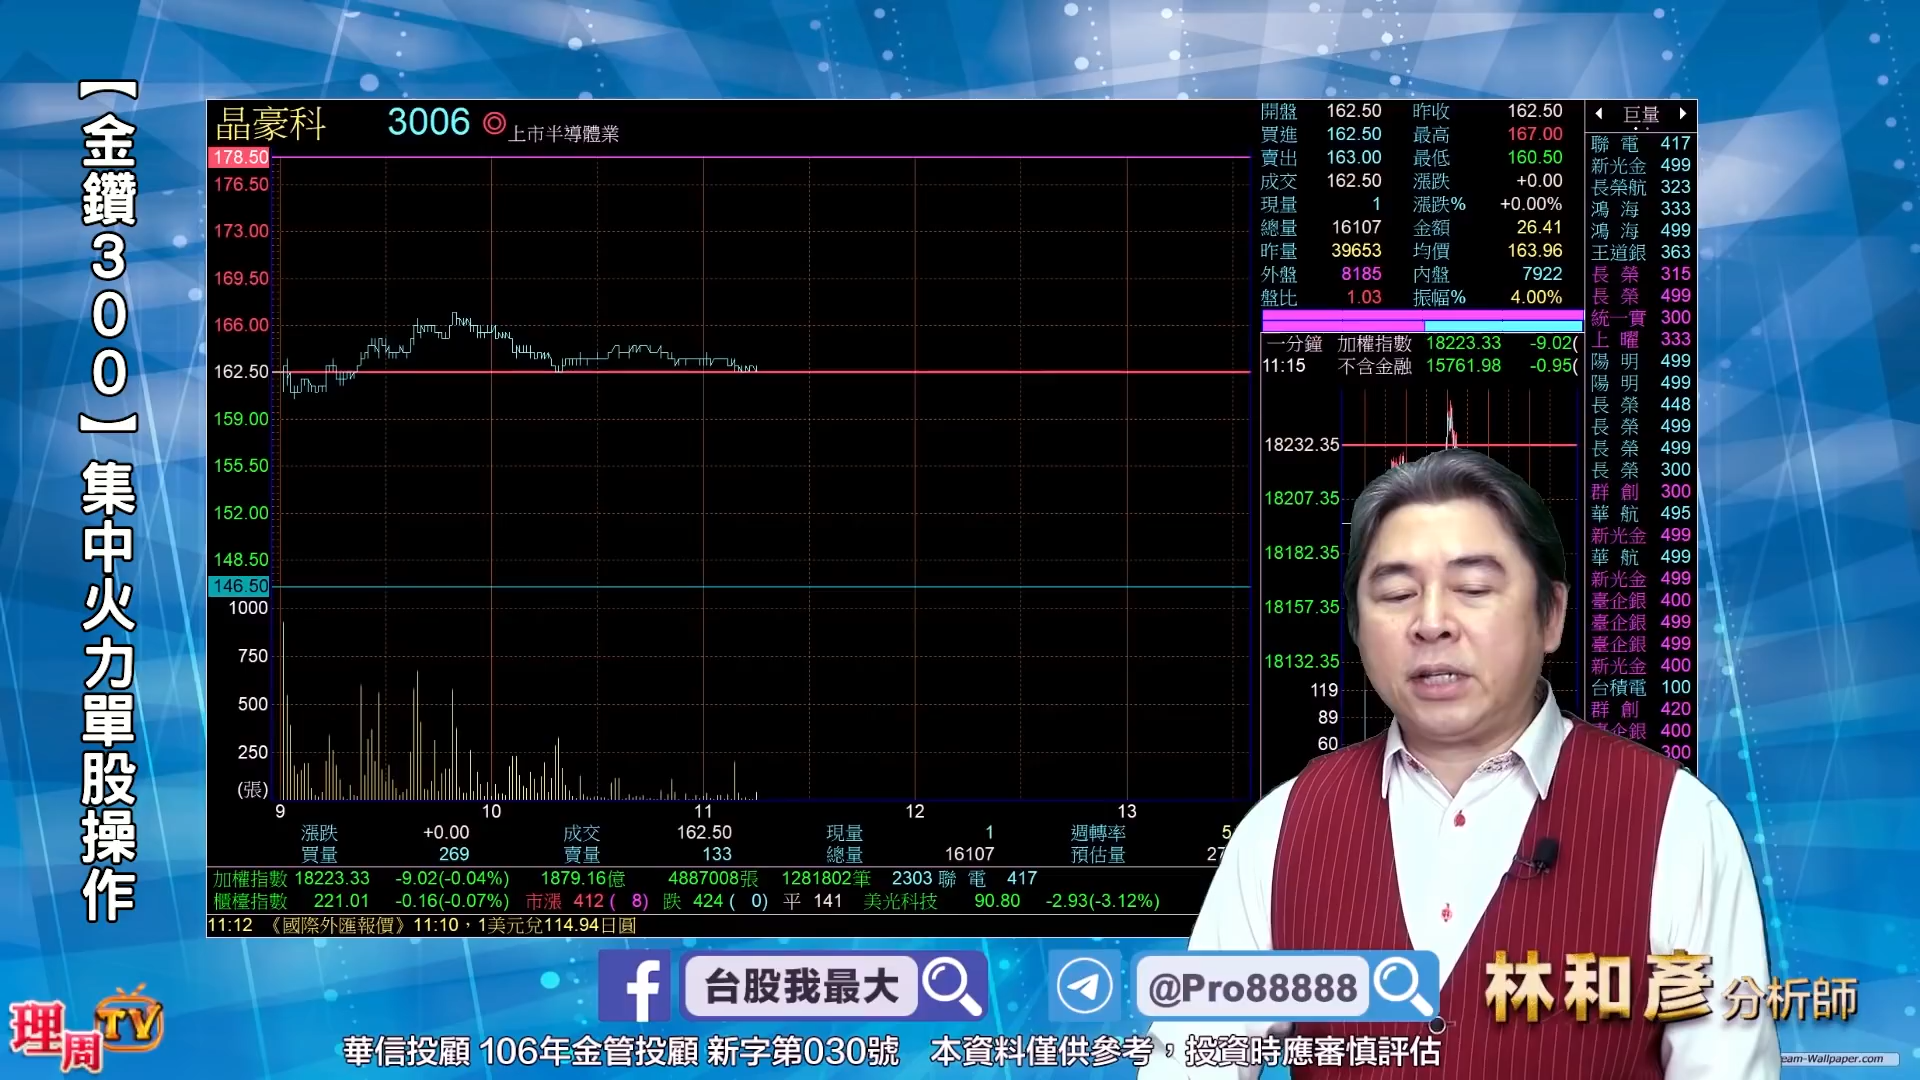 【金鑽300】集中火力單股操作
晶豪科 3006 ◎上市半導體業
178.50
176.50
173.00
169.50
166.00
162.50
159.00
155.50
152.00
148.50
146.50
1000
750
500
250
(張)
9 10 11 12 13
漲跌 +0.00 成交 162.50 現量 1 週轉率 5
買量 269 賣量 133 總量 16107 預估量 27
加權指數 18223.33 -9.02(-0.04%) 1879.16億 4887008張 1281802筆 2303 聯 電 417
櫃檯指數 221.01 -0.16(-0.07%) 市漲 412 ( 8) 跌 424 ( 0) 平 141 美光科技 90.80 -2.93(-3.12%)
11:12 《國際外匯報價》11:10，1美元兌114.94日圓
開盤 162.50 昨收 162.50
買進 162.50 最高 167.00
賣出 163.00 最低 160.50
成交 162.50 漲跌 +0.00
現量 1 漲跌% +0.00%
總量 16107 金額 26.41
昨量 39653 均價 163.96
外盤 8185 內盤 7922
盤比 1.03 振幅% 4.00%
一分鐘 加權指數 18223.33 -9.02(
11:15 不含金融 15761.98 -0.95(
18232.35
18207.35
18182.35
18157.35
18132.35
119
89
60
巨量
聯 電 417
新光金 499
長榮航 323
鴻 海 333
鴻 海 499
王道銀 363
長 榮 315
長 榮 499
統一實 300
上 曜 333
陽 明 499
陽 明 499
長 榮 448
長 榮 499
長 榮 499
長 榮 300
群 創 300
華 航 495
新光金 499
華 航 499
新光金 499
臺企銀 400
臺企銀 499
臺企銀 499
新光金 400
台積電 100
群 創 420
臺企銀 400
300
台股我最大
@Pro88888
林和彥分析師
理周TV
華信投顧 106年金管投顧 新字第030號 本資料僅供參考，投資時應審慎評估
eam-Wallpaper.com